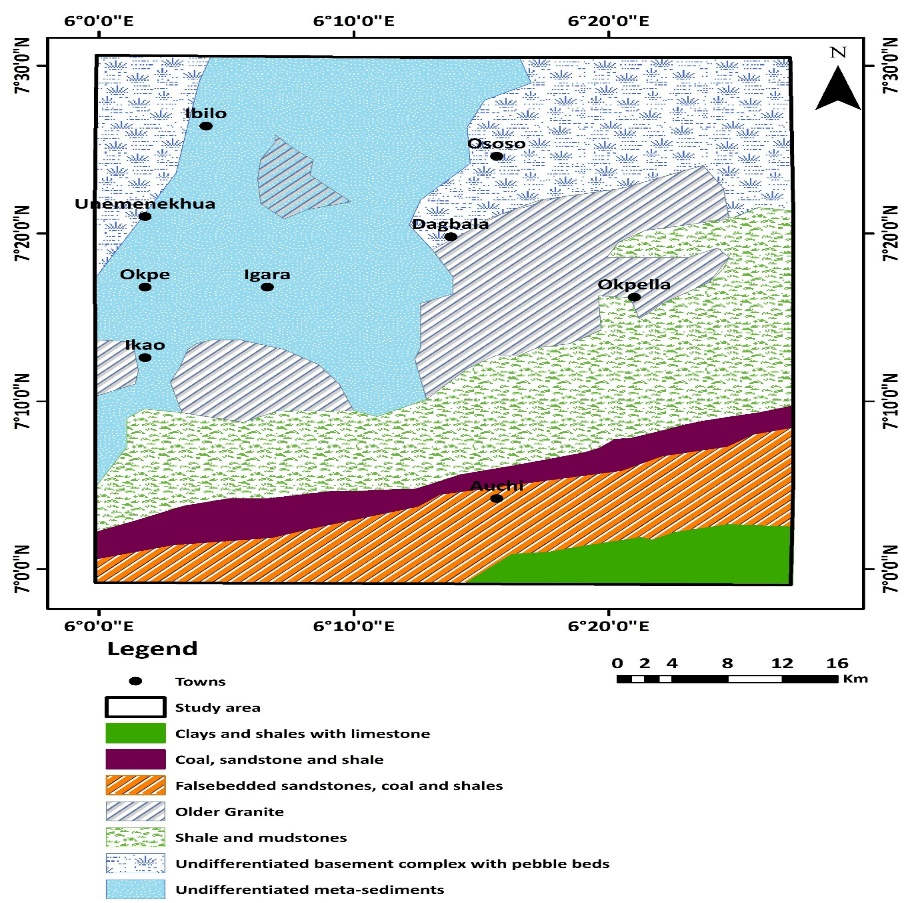 6°0'0"E 6°10'0"E 6°20'0"E
N
7°30'0"N 7°30'0"N
Ibilo
Ososo
Unemenekhua
7°20'0"N 7°20'0"N
Dagbala
Okpe Igara
Okpella
Ikao
7°10'0"N 7°10'0"N
Auchi
7°0'0"N 7°0'0"N
6°0'0"E 6°10'0"E 6°20'0"E
Legend
0 2 4 8 12 16
Km
Towns
Study area
Clays and shales with limestone
Coal, sandstone and shale
Falsebedded sandstones, coal and shales
Older Granite
Shale and mudstones
Undifferentiated basement complex with pebble beds
Undifferentiated meta-sediments